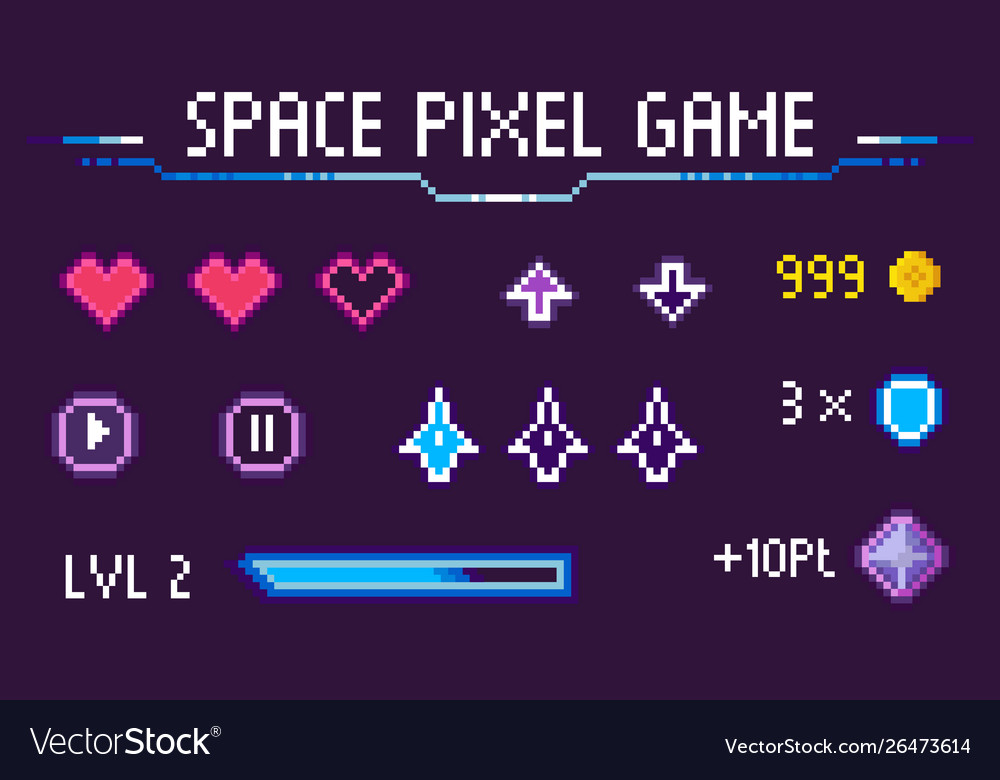 SPACE PIXEL GAME
999
3 x
LVL 2
+10Pt
VectorStock®
VectorStock.com/26473614